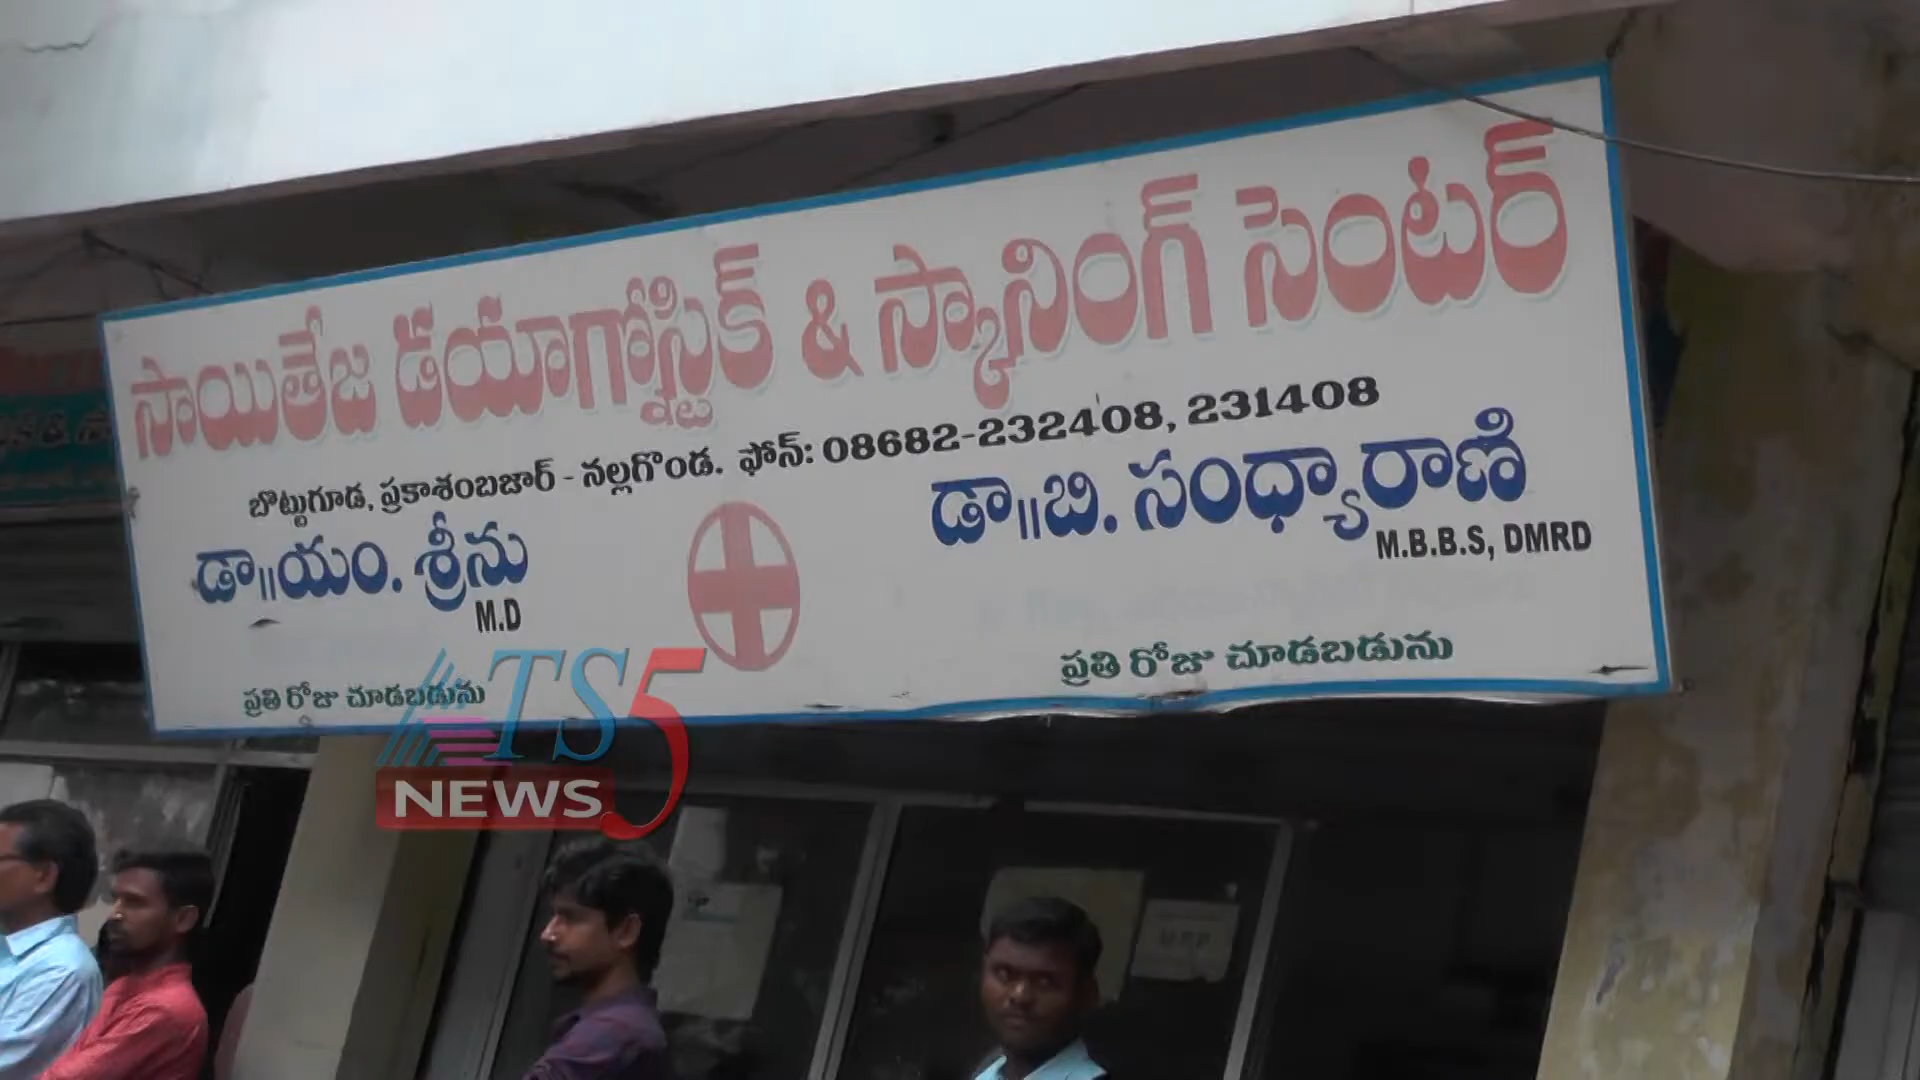 సాయితేజ డయాగ్నోస్టిక్ & స్కానింగ్ సెంటర్
బొట్టుగూడ, ప్రకాశంబజార్ - నల్లగొండ. ఫోన్: 08682-232408, 231408
డా||యం. శ్రీను
M.D
ప్రతి రోజు చూడబడును
డా||బి. సంధ్యారాణి
M.B.B.S, DMRD
ప్రతి రోజు చూడబడును
TS5
NEWS